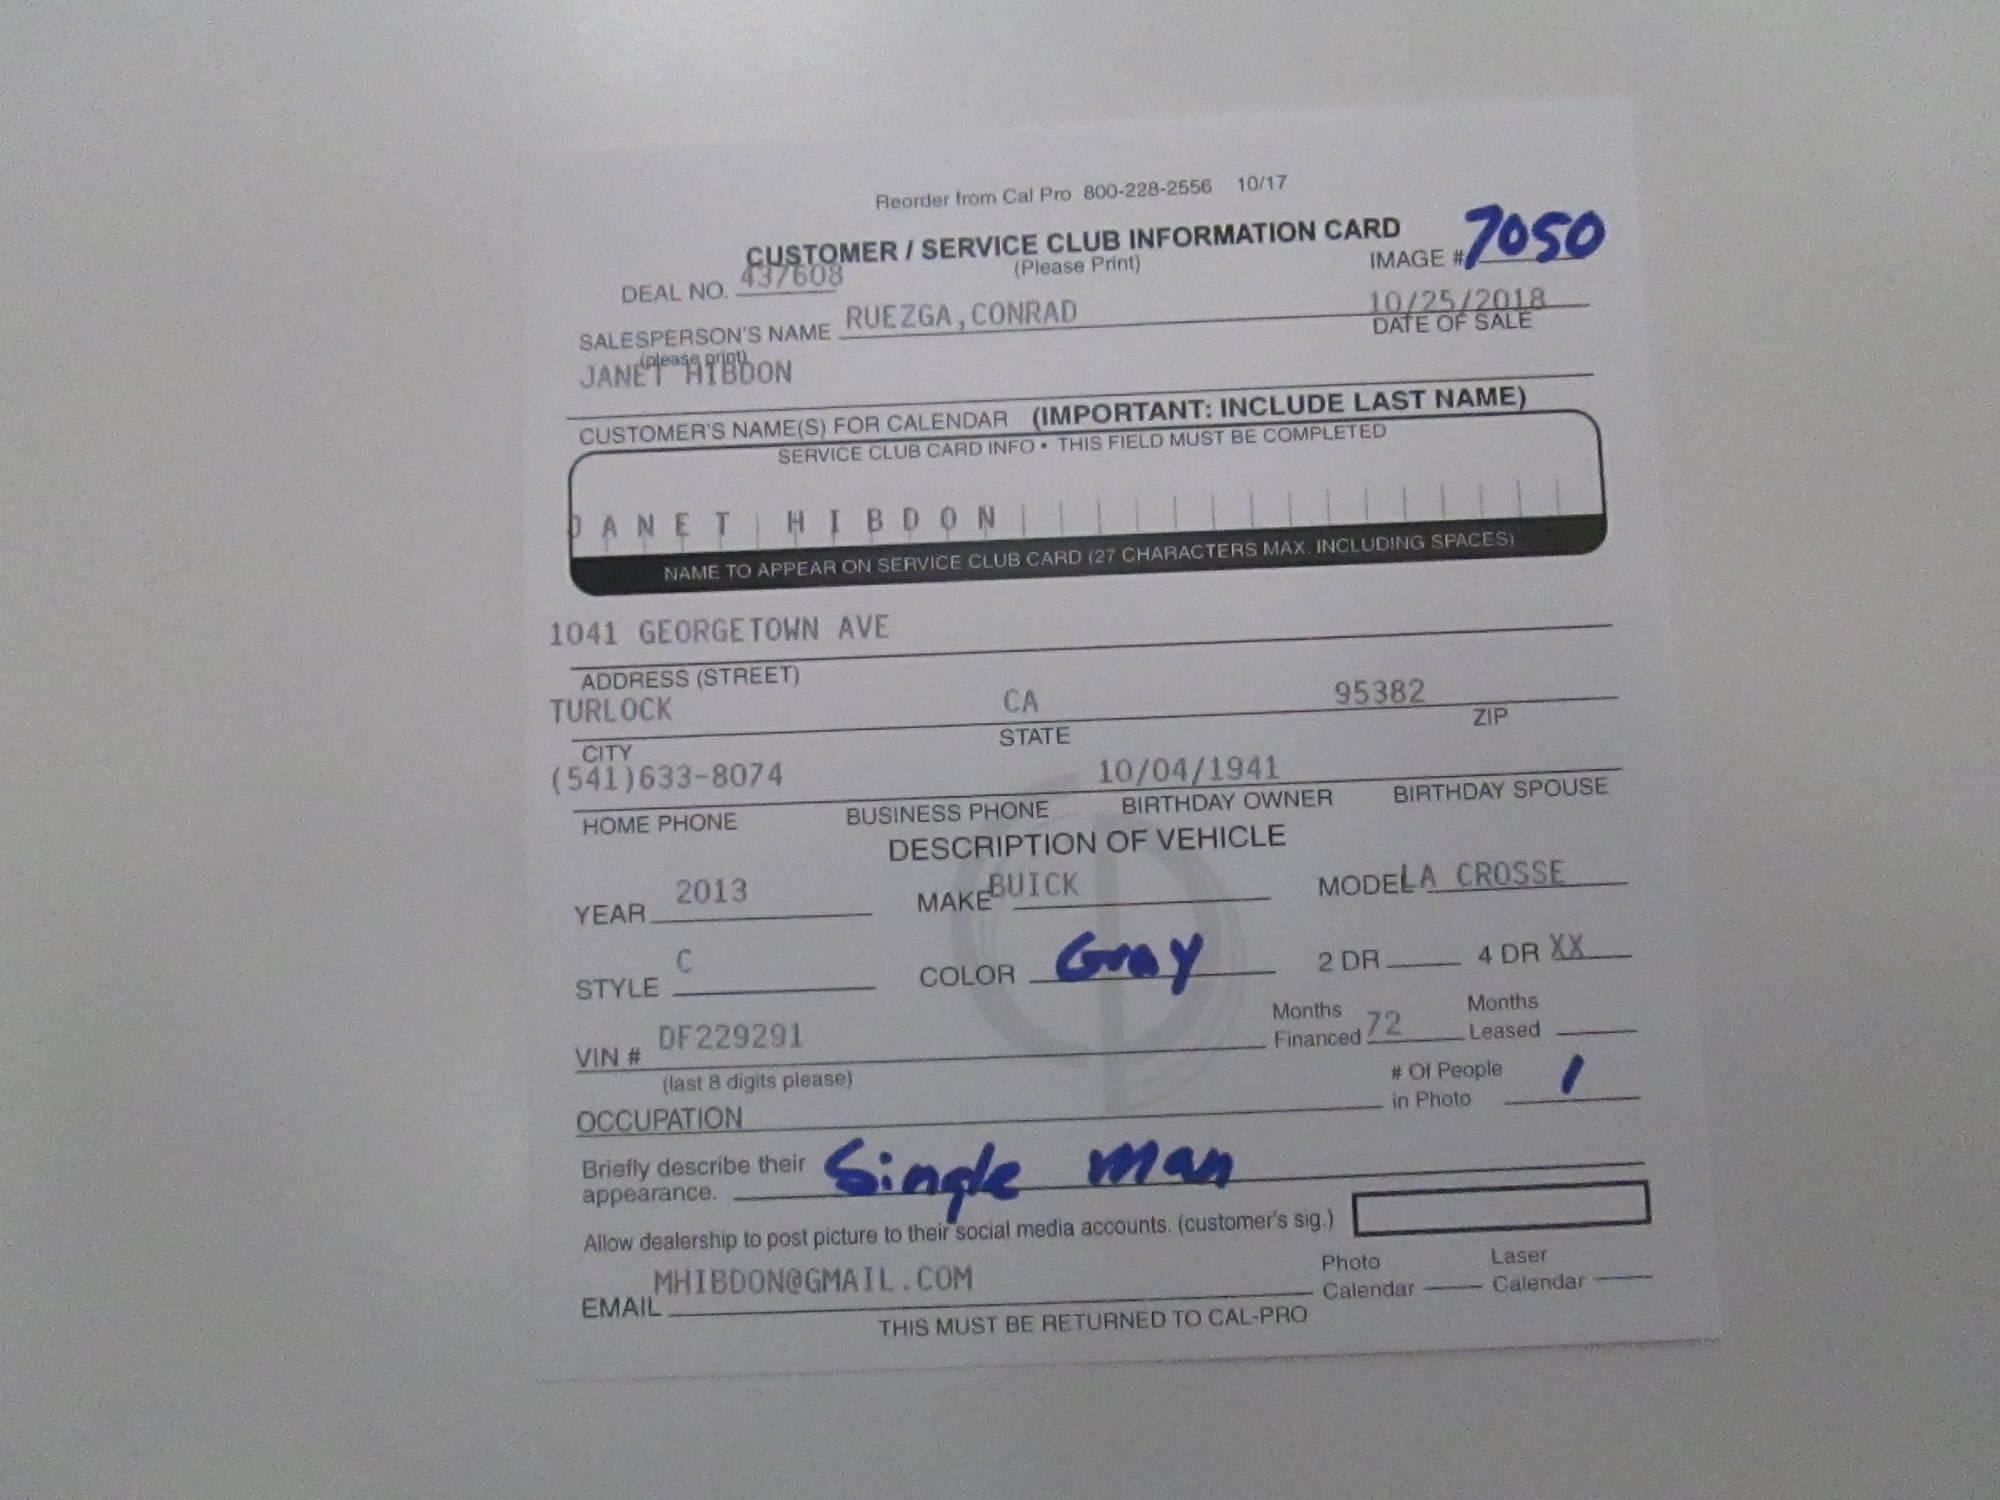 Reorder from Cal Pro 800-228-2556 10/17
CUSTOMER / SERVICE CLUB INFORMATION CARD
(Please Print)
IMAGE # 7050
DEAL NO. 437608
SALESPERSON'S NAME RUEZGA,CONRAD 10/25/2018
(please print) DATE OF SALE
JANET HIBDON
CUSTOMER'S NAME(S) FOR CALENDAR (IMPORTANT: INCLUDE LAST NAME)
SERVICE CLUB CARD INFO • THIS FIELD MUST BE COMPLETED
JANET HIBDON
NAME TO APPEAR ON SERVICE CLUB CARD (27 CHARACTERS MAX. INCLUDING SPACES)
1041 GEORGETOWN AVE
ADDRESS (STREET)
TURLOCK CA 95382
CITY STATE ZIP
(541)633-8074 10/04/1941
HOME PHONE BUSINESS PHONE BIRTHDAY OWNER BIRTHDAY SPOUSE
DESCRIPTION OF VEHICLE
YEAR 2013 MAKE BUICK MODEL LA CROSSE
STYLE C COLOR Gray 2 DR 4 DR XX
VIN # DF229291 Months Financed 72 Months Leased
(last 8 digits please)
OCCUPATION # Of People in Photo 1
Briefly describe their appearance. Single man
Allow dealership to post picture to their social media accounts. (customer's sig.)
EMAIL MHIBDON@GMAIL.COM Photo Calendar Laser Calendar
THIS MUST BE RETURNED TO CAL-PRO